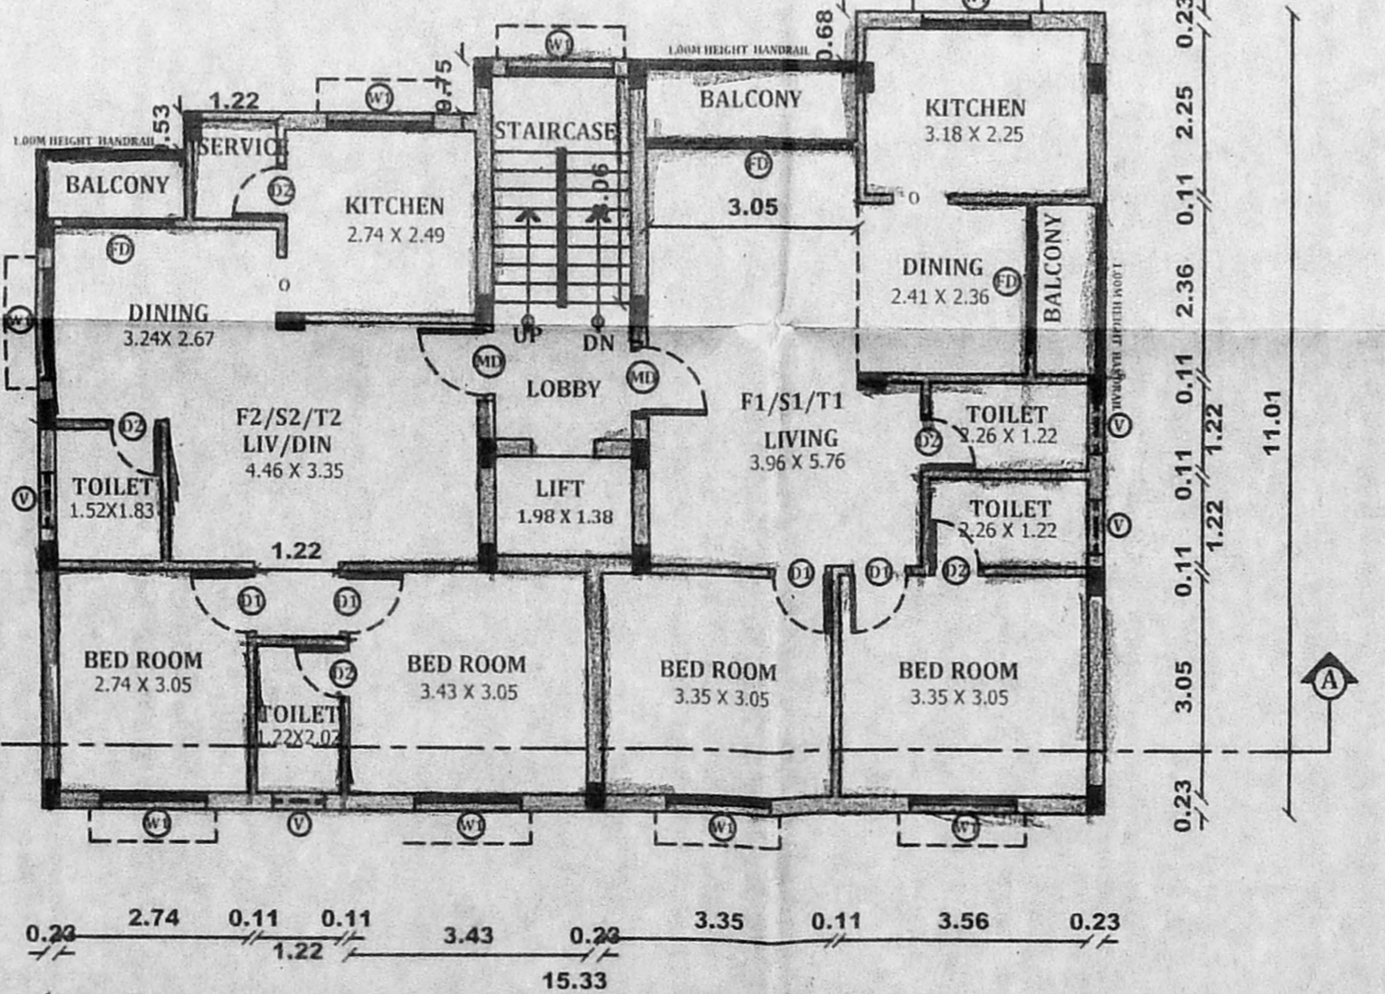 0.23
W1
0.68
1.00M HEIGHT HANDRAIL
BALCONY
KITCHEN
3.18 X 2.25
2.25
0.11
1.22
W1
STAIRCASE
1.00M HEIGHT HANDRAIL
SERVICE
BALCONY
D2
KITCHEN
2.74 X 2.49
FD
3.05
O
FD
O
DINING
2.41 X 2.36
FD
BALCONY
1.00M HEIGHT HANDRAIL
2.36
W1
DINING
3.24X 2.67
UP
DN
MD
LOBBY
MD
0.11
F2/S2/T2
LIV/DIN
4.46 X 3.35
F1/S1/T1
LIVING
3.96 X 5.76
D2
TOILET
2.26 X 1.22
V
1.22
11.01
D2
TOILET
1.52X1.83
V
LIFT
1.98 X 1.38
0.11
TOILET
2.26 X 1.22
V
1.22
1.22
D1
D1
D1
D1
D2
0.11
BED ROOM
2.74 X 3.05
D2
TOILET
BED ROOM
3.43 X 3.05
BED ROOM
3.35 X 3.05
BED ROOM
3.35 X 3.05
3.05
A
W1
V
W1
W1
W1
0.23
0.23
2.74
0.11
1.22
0.11
3.43
0.23
3.35
0.11
3.56
0.23
15.33